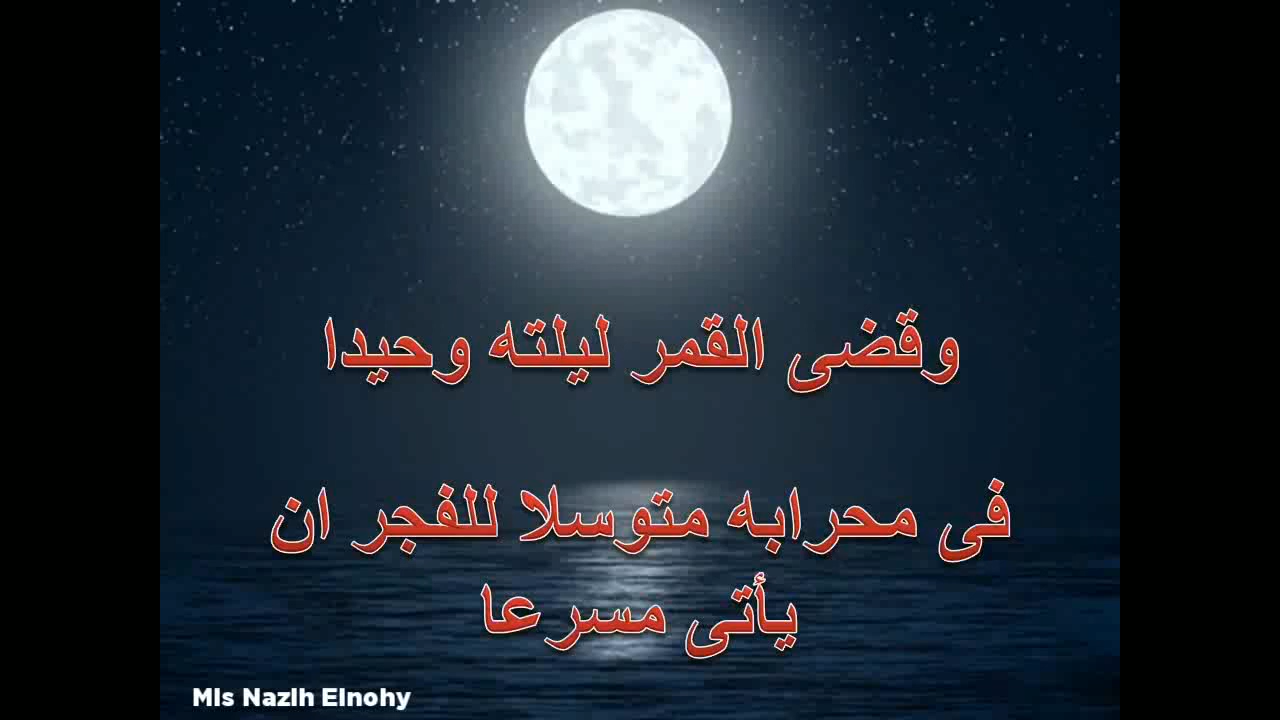 وقضى القمر ليلته وحيدا
فى محرابه متوسلا للفجر ان
يأتى مسرعا
Mis Nazih Elnohy